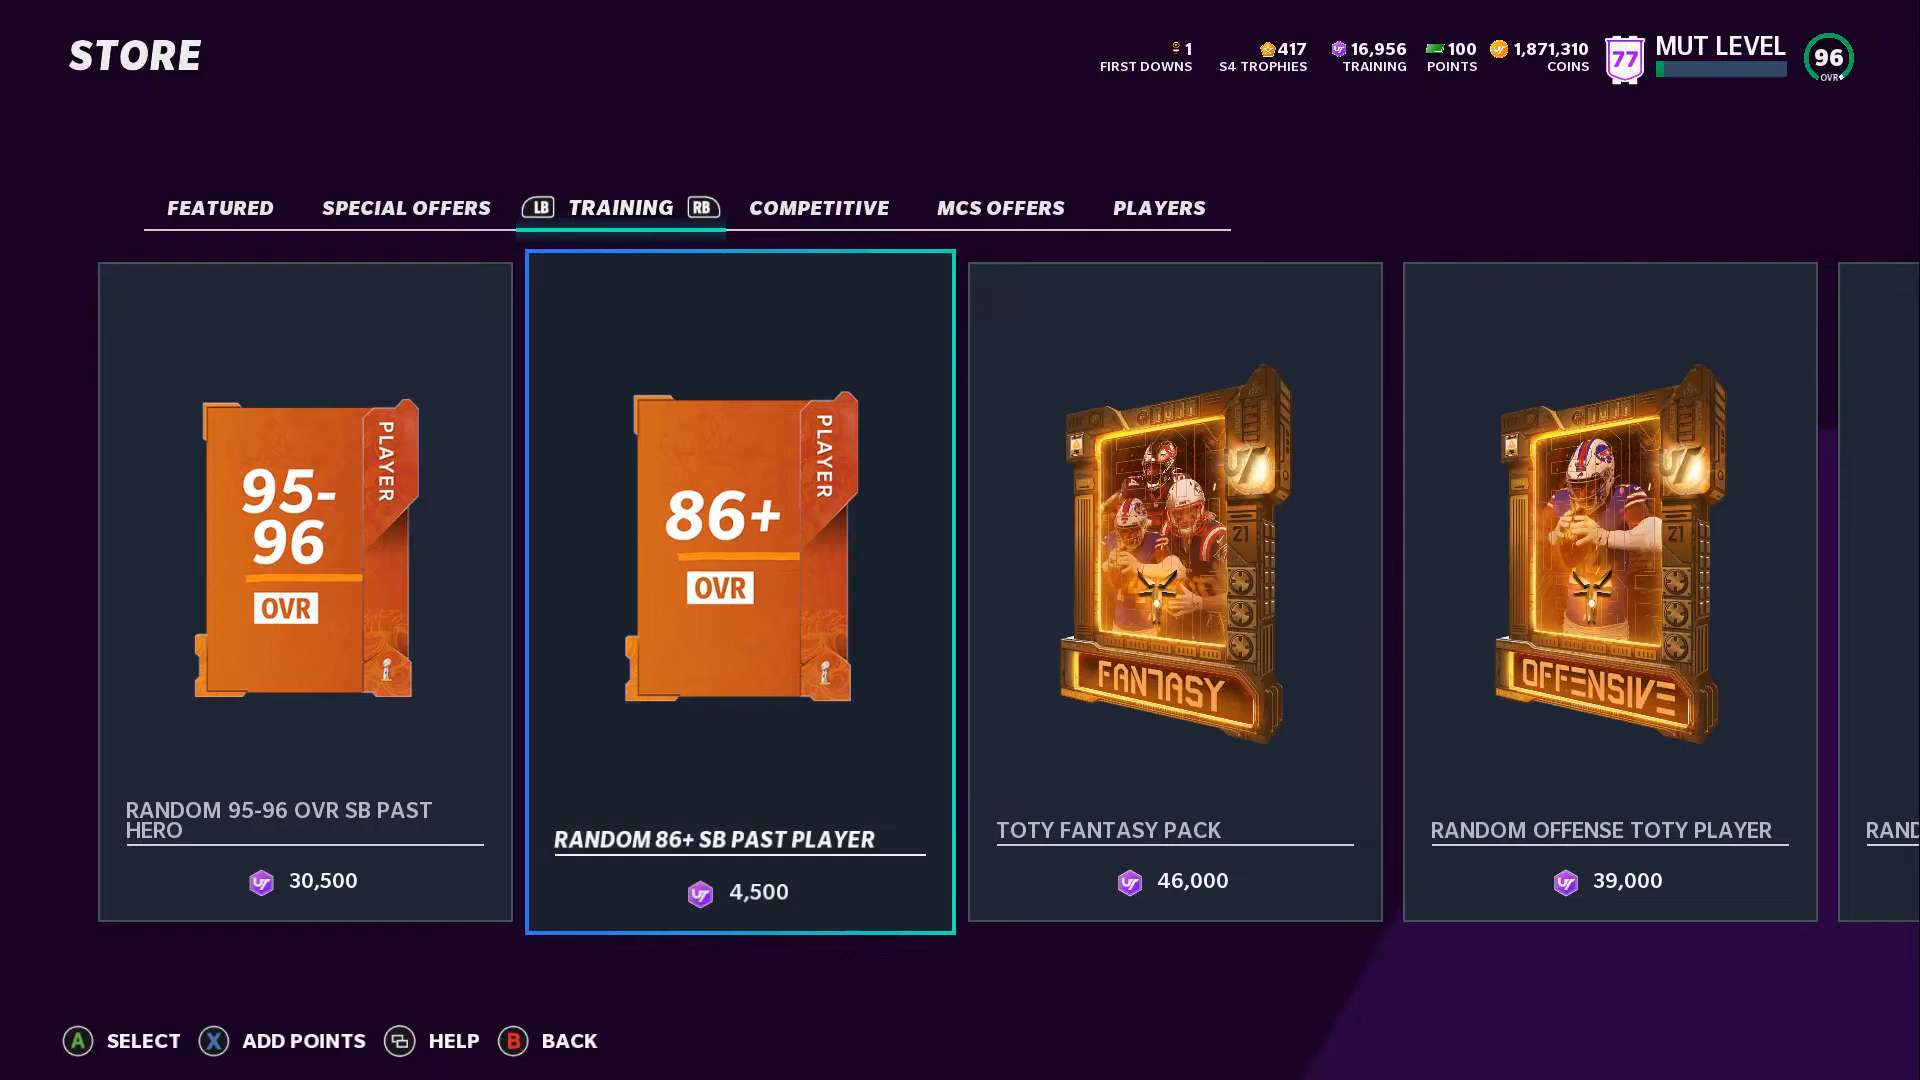 STORE
1
FIRST DOWNS
417
S4 TROPHIES
16,956
TRAINING
100
POINTS
1,871,310
COINS
77
MUT LEVEL
96
OVR
FEATURED
SPECIAL OFFERS
LB
TRAINING
RB
COMPETITIVE
MCS OFFERS
PLAYERS
PLAYER
95-
96
OVR
RANDOM 95-96 OVR SB PAST
HERO
30,500
PLAYER
86+
OVR
RANDOM 86+ SB PAST PLAYER
4,500
21
FANTASY
TOTY FANTASY PACK
46,000
21
OFFENSIVE
RANDOM OFFENSE TOTY PLAYER
39,000
RAND
A SELECT
X ADD POINTS
HELP
B BACK